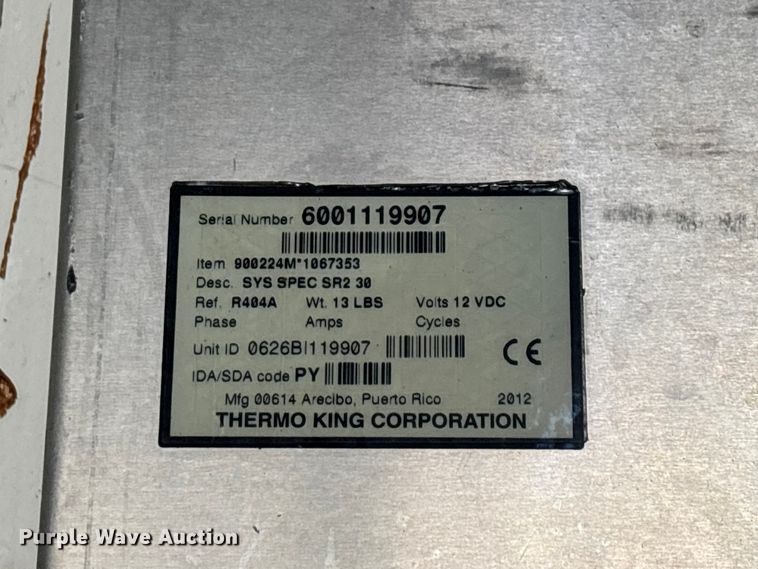 Serial Number 6001119907
Item 900224M*1067353
Desc. SYS SPEC SR2 30
Ref. R404A Wt. 13 LBS Volts 12 VDC
Phase Amps Cycles
Unit ID 0626BI119907
CE
IDA/SDA code PY
Mfg 00614 Arecibo, Puerto Rico 2012
THERMO KING CORPORATION
Purple Wave Auction